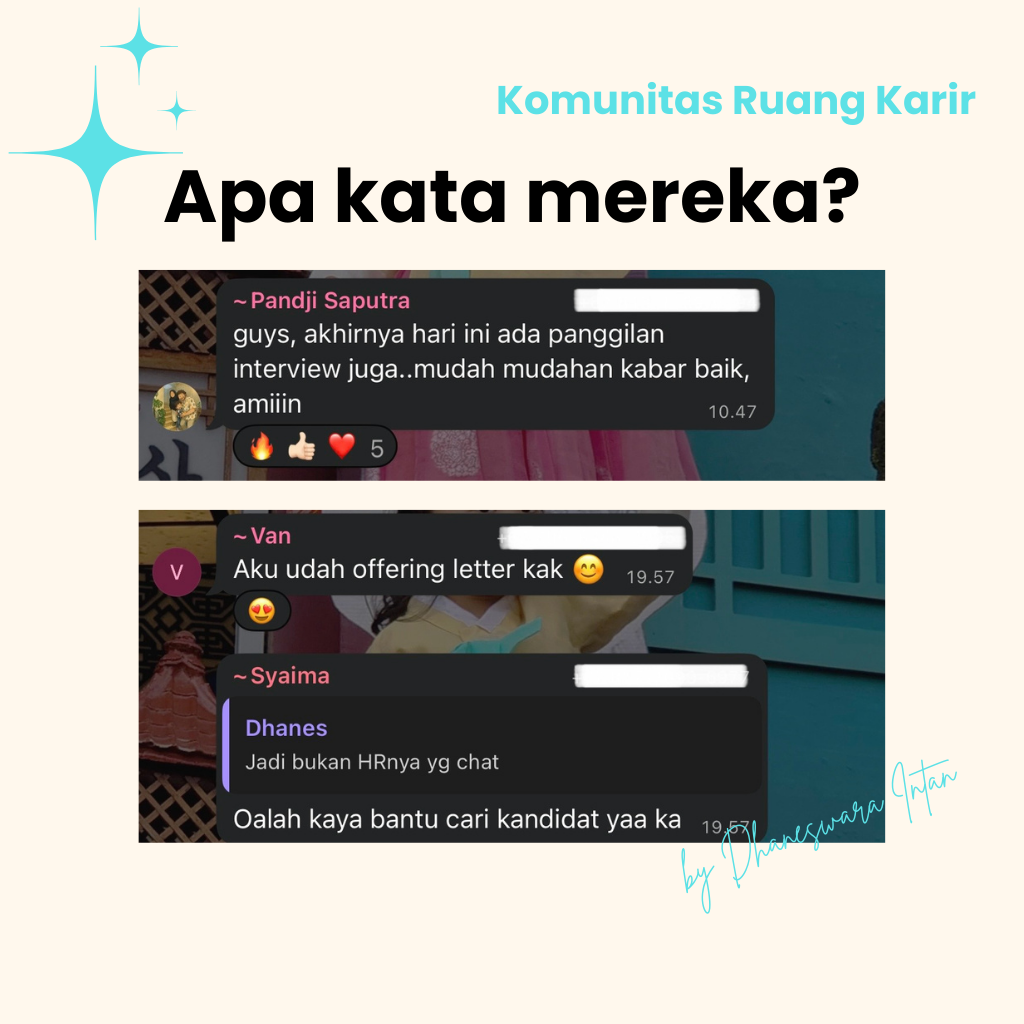 Komunitas Ruang Karir
Apa kata mereka?
~Pandji Saputra
guys, akhirnya hari ini ada panggilan
interview juga..mudah mudahan kabar baik,
amiiin
10.47
🔥 👍🏻 ❤️ 5
~Van
V
Aku udah offering letter kak 😊 19.57
😍
~Syaima
Dhanes
Jadi bukan HRnya yg chat
Oalah kaya bantu cari kandidat yaa ka 19.57
by Dhaneswara Intan